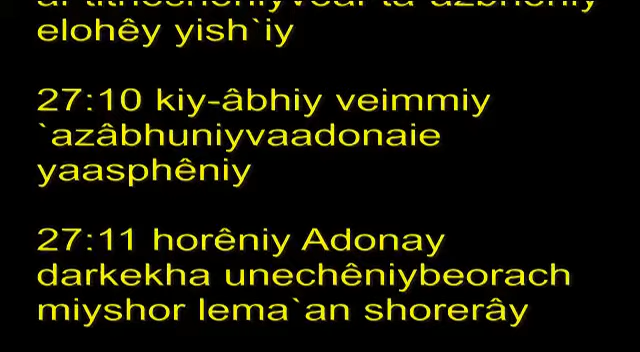 elohêy yish`iy
27:10 kiy-âbhiy veimmiy
`azâbhuniyvaadonaie
yaasphêniy
27:11 horêniy Adonay
darkekha unechêniybeorach
miyshor lema`an shorerây